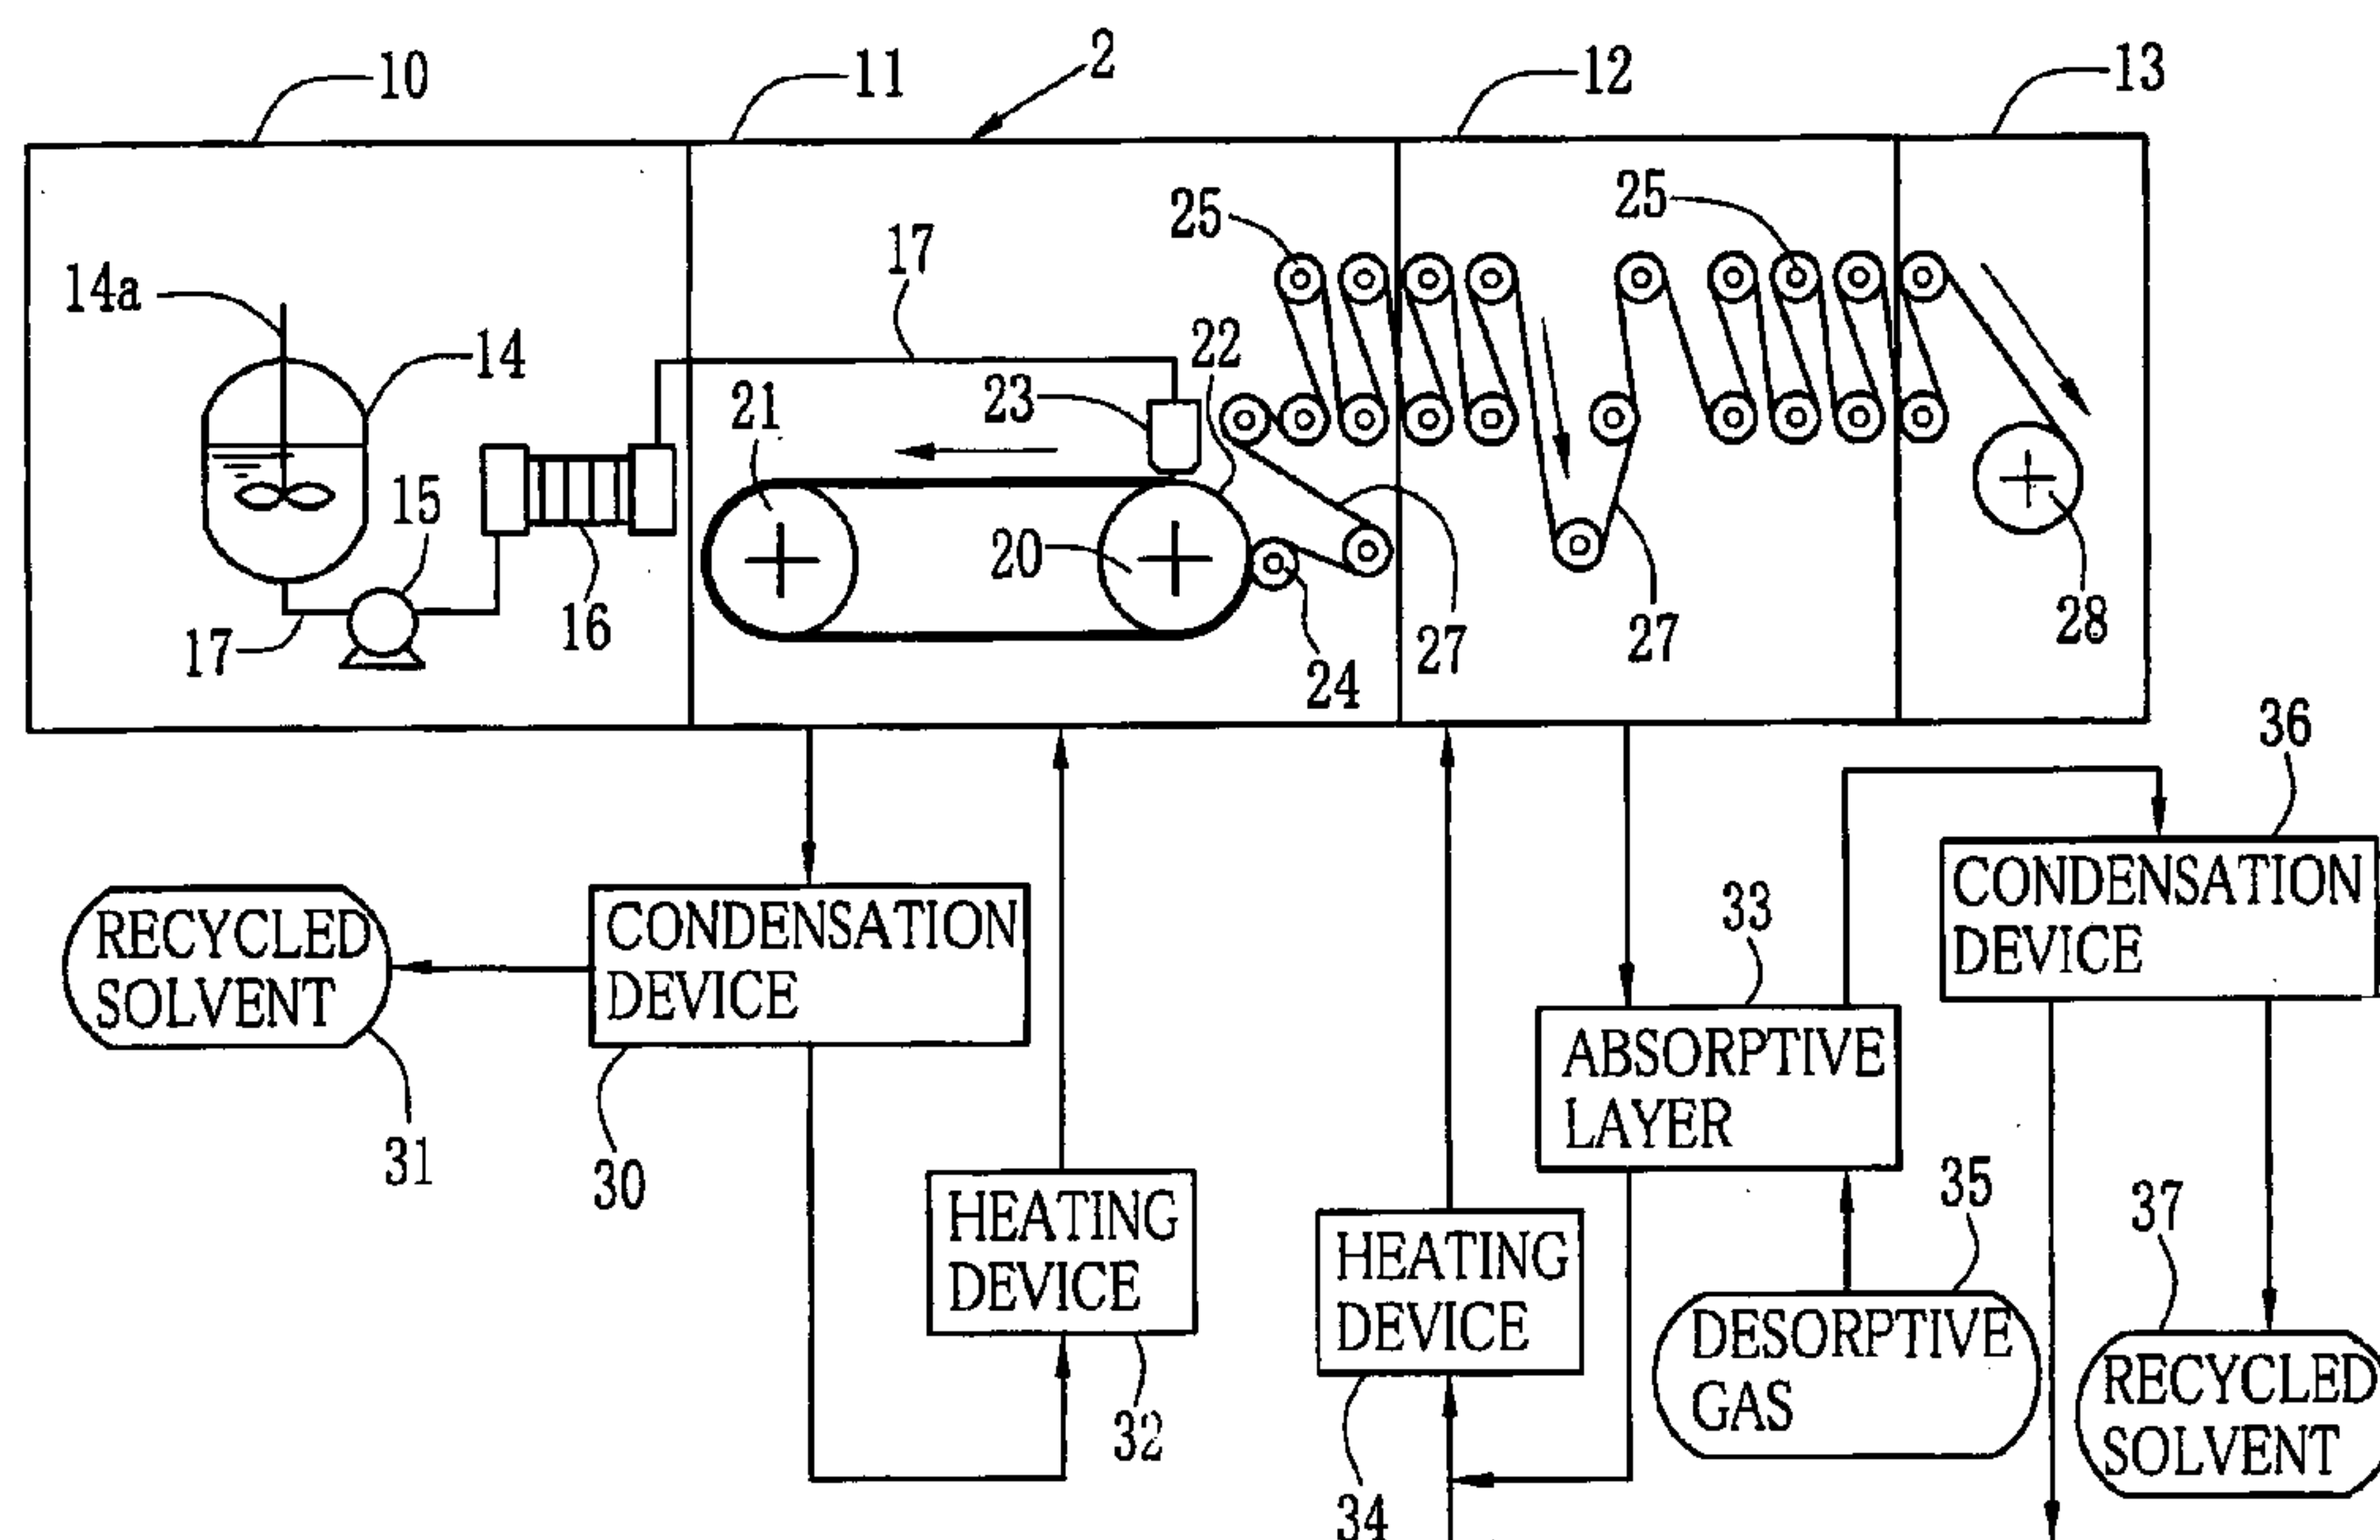 10
11
2
12
13
14a
14
15
16
17
17
21
23
22
20
24
25
25
27
27
28
36
RECYCLED
SOLVENT
31
CONDENSATION
DEVICE
30
HEATING
DEVICE
32
HEATING
DEVICE
34
33
ABSORPTIVE
LAYER
35
DESORPTIVE
GAS
CONDENSATION
DEVICE
37
RECYCLED
SOLVENT